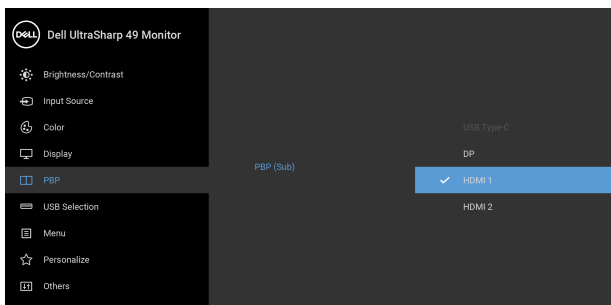 DELL
Dell UltraSharp 49 Monitor
Brightness/Contrast
Input Source
Color
Display
PBP
USB Selection
Menu
Personalize
Others
PBP (Sub)
USB Type-C
DP
HDMI 1
HDMI 2